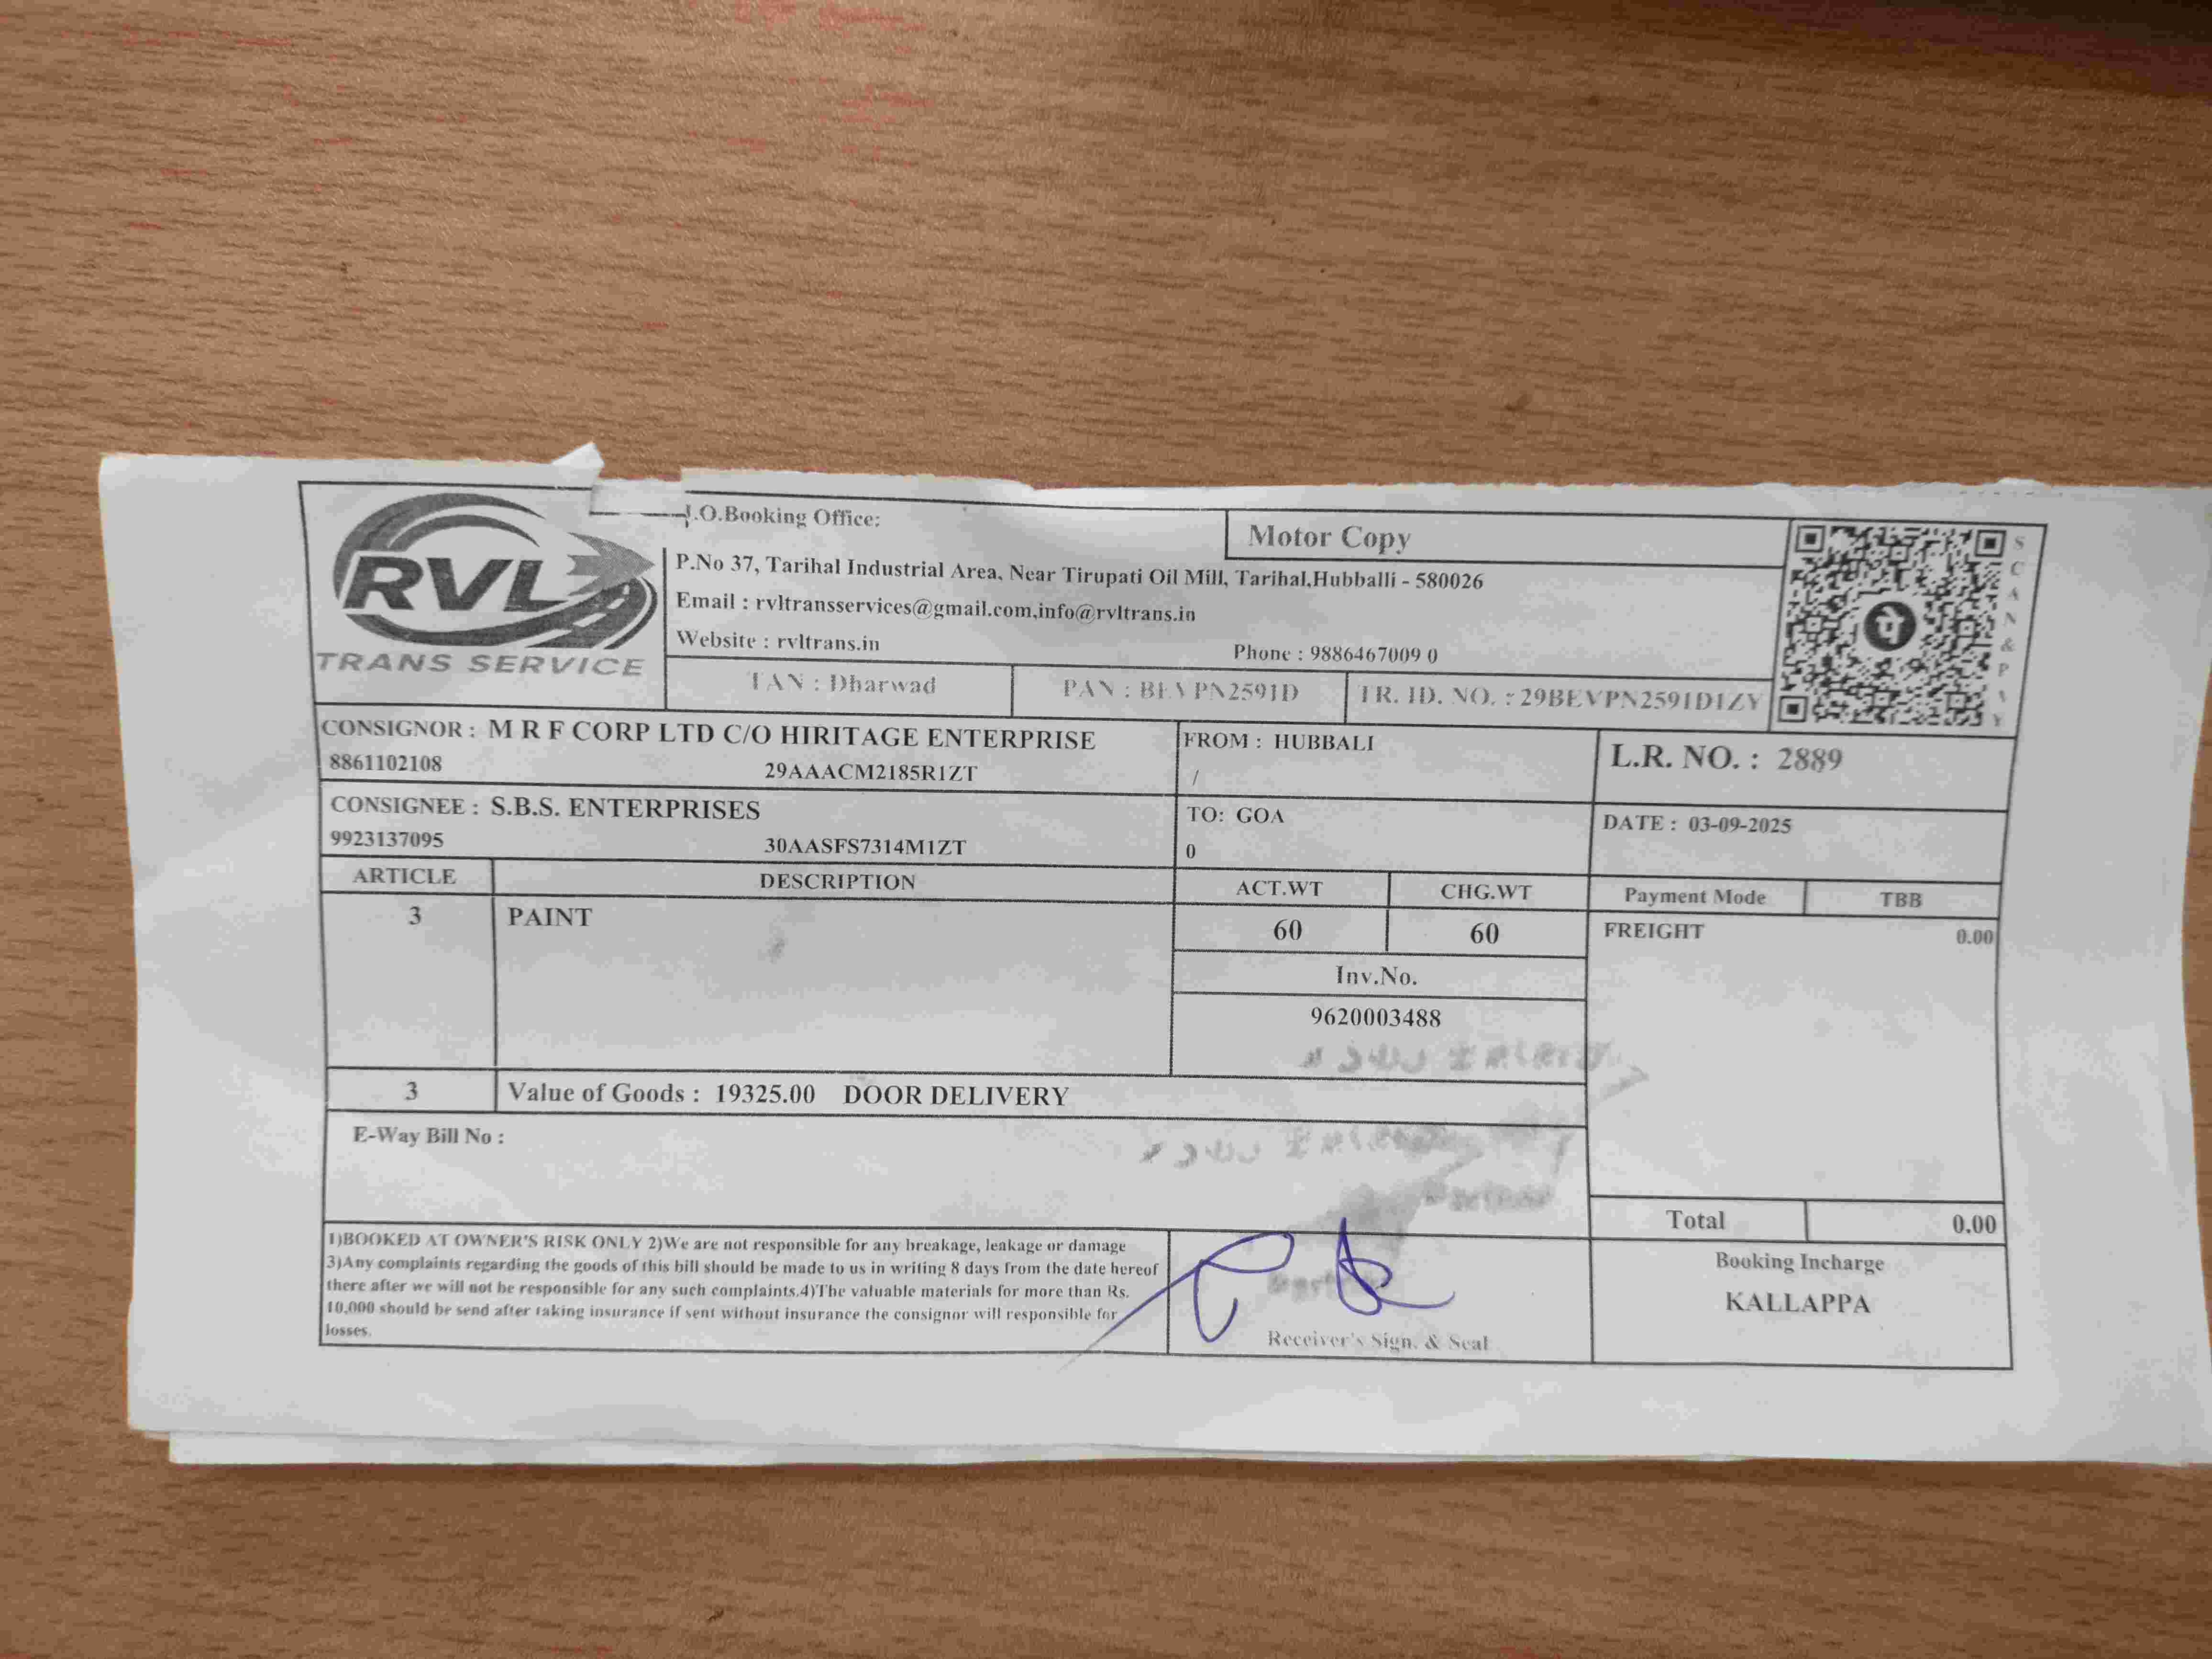 RVL
TRANS SERVICE
.O.Booking Office:
Motor Copy
P.No 37, Tarihal Industrial Area, Near Tirupati Oil Mill, Tarihal,Hubballi - 580026
Email : rvltransservices@gmail.com,info@rvltrans.in
Website : rvltrans.in
Phone : 9886467009 0
SCAN & PAY
TAN : Dharwad
PAN : BEVPN2591D
TR. ID. NO. : 29BEVPN2591D1ZY
CONSIGNOR : M R F CORP LTD C/O HIRITAGE ENTERPRISE
8861102108 29AAACM2185R1ZT
FROM : HUBBALI
/
L.R. NO. : 2889
CONSIGNEE : S.B.S. ENTERPRISES
9923137095 30AASFS7314M1ZT
TO: GOA
0
DATE : 03-09-2025
ARTICLE DESCRIPTION ACT.WT CHG.WT Payment Mode TBB
3 PAINT 60 60 FREIGHT 0.00
Inv.No.
9620003488
3 Value of Goods : 19325.00 DOOR DELIVERY
E-Way Bill No :
Total 0.00
1)BOOKED AT OWNER'S RISK ONLY 2)We are not responsible for any breakage, leakage or damage
3)Any complaints regarding the goods of this bill should be made to us in writing 8 days from the date hereof
there after we will not be responsible for any such complaints.4)The valuable materials for more than Rs.
10,000 should be send after taking insurance if sent without insurance the consignor will responsible for
losses.
Receiver's Sign. & Seal
Booking Incharge
KALLAPPA